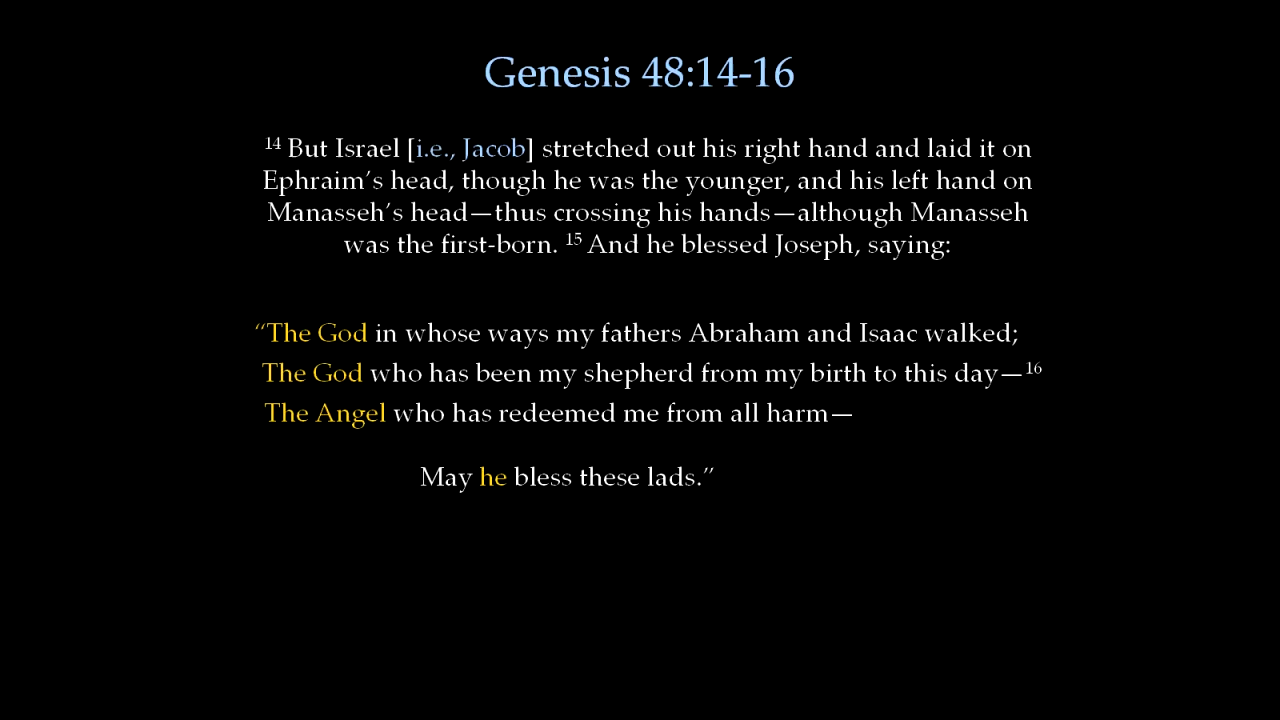 Genesis 48:14-16
¹⁴ But Israel [i.e., Jacob] stretched out his right hand and laid it on
Ephraim’s head, though he was the younger, and his left hand on
Manasseh’s head—thus crossing his hands—although Manasseh
was the first-born. ¹⁵ And he blessed Joseph, saying:
“The God in whose ways my fathers Abraham and Isaac walked;
The God who has been my shepherd from my birth to this day—¹⁶
The Angel who has redeemed me from all harm—
May he bless these lads.”